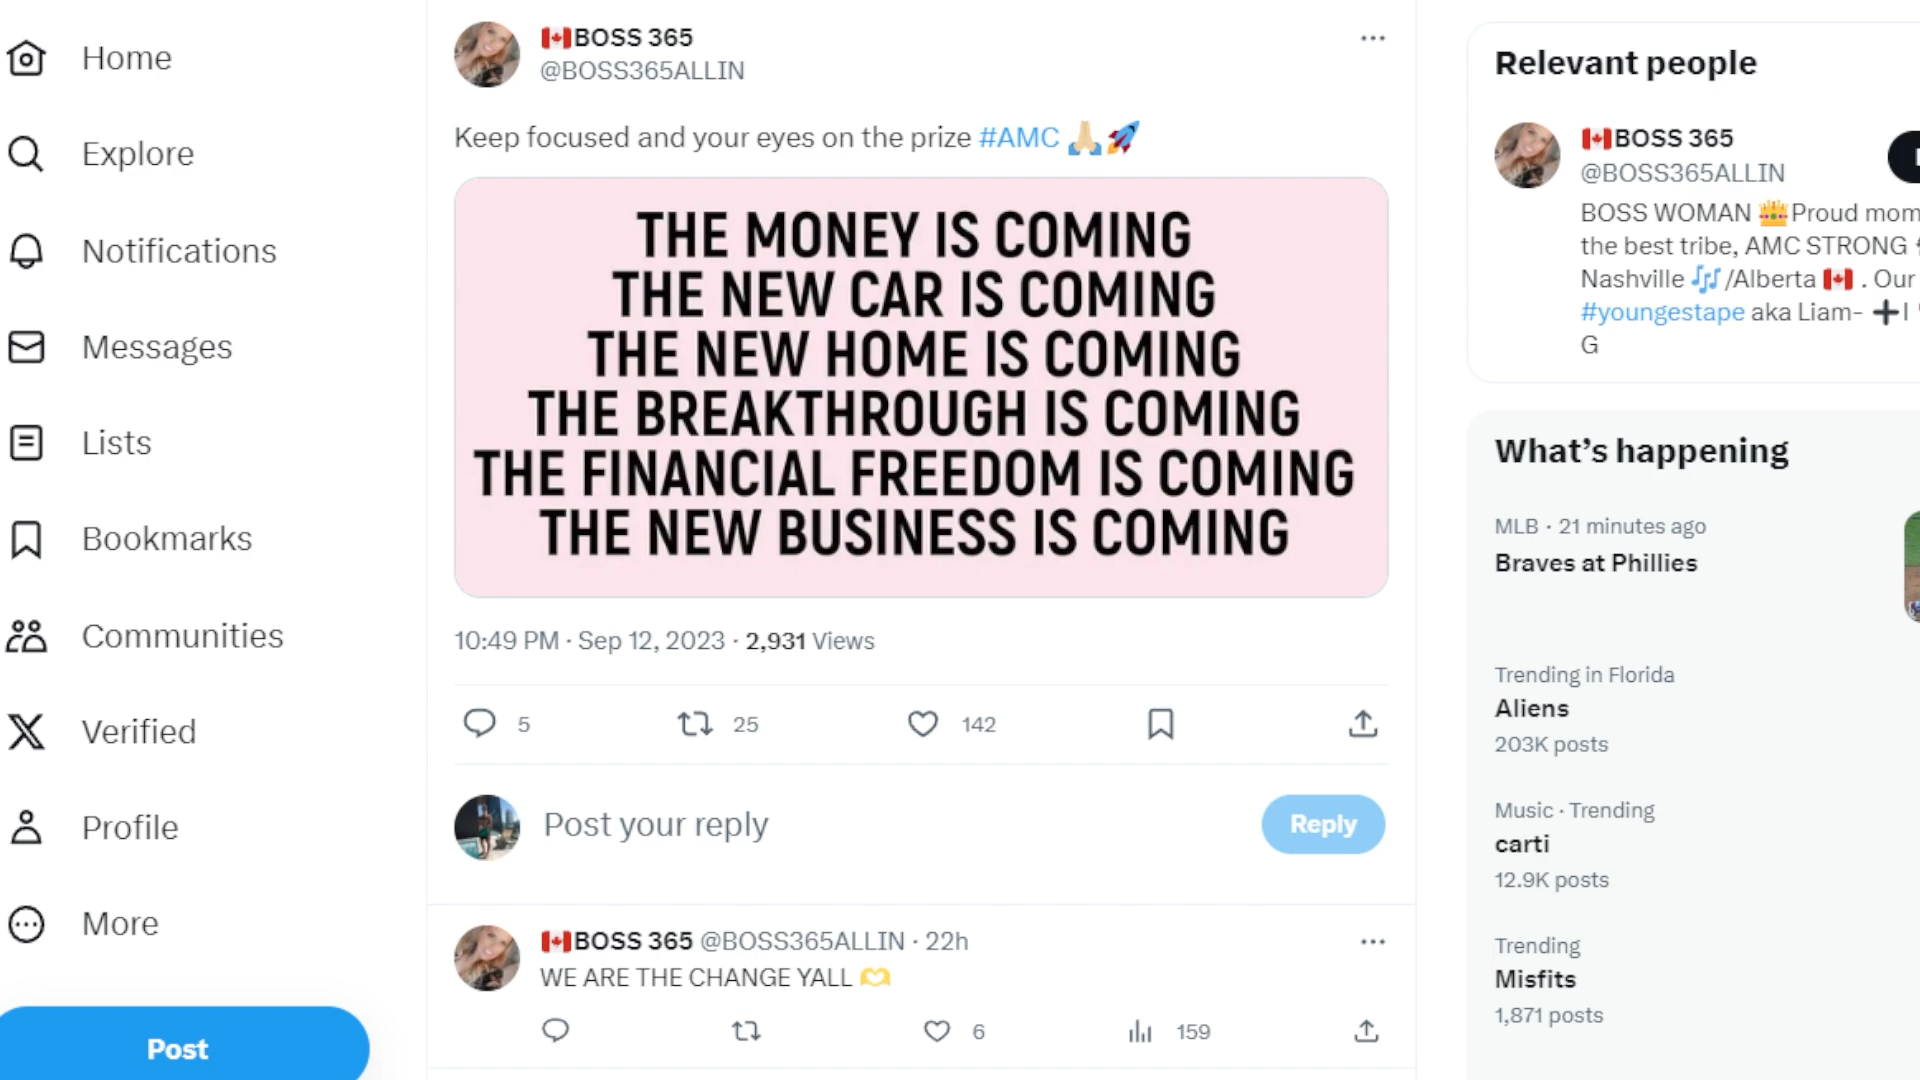 Home
Explore
Notifications
Messages
Lists
Bookmarks
Communities
Verified
Profile
More
Post
BOSS 365
@BOSS365ALLIN
Keep focused and your eyes on the prize #AMC
THE MONEY IS COMING
THE NEW CAR IS COMING
THE NEW HOME IS COMING
THE BREAKTHROUGH IS COMING
THE FINANCIAL FREEDOM IS COMING
THE NEW BUSINESS IS COMING
10:49 PM · Sep 12, 2023 · 2,931 Views
5 25 142
Post your reply
Reply
BOSS 365 @BOSS365ALLIN · 22h
WE ARE THE CHANGE YALL
6 159
Relevant people
BOSS 365
@BOSS365ALLIN
BOSS WOMAN Proud mom
the best tribe, AMC STRONG
Nashville /Alberta . Our
#youngestape aka Liam- I
G
What's happening
MLB · 21 minutes ago
Braves at Phillies
Trending in Florida
Aliens
203K posts
Music · Trending
carti
12.9K posts
Trending
Misfits
1,871 posts